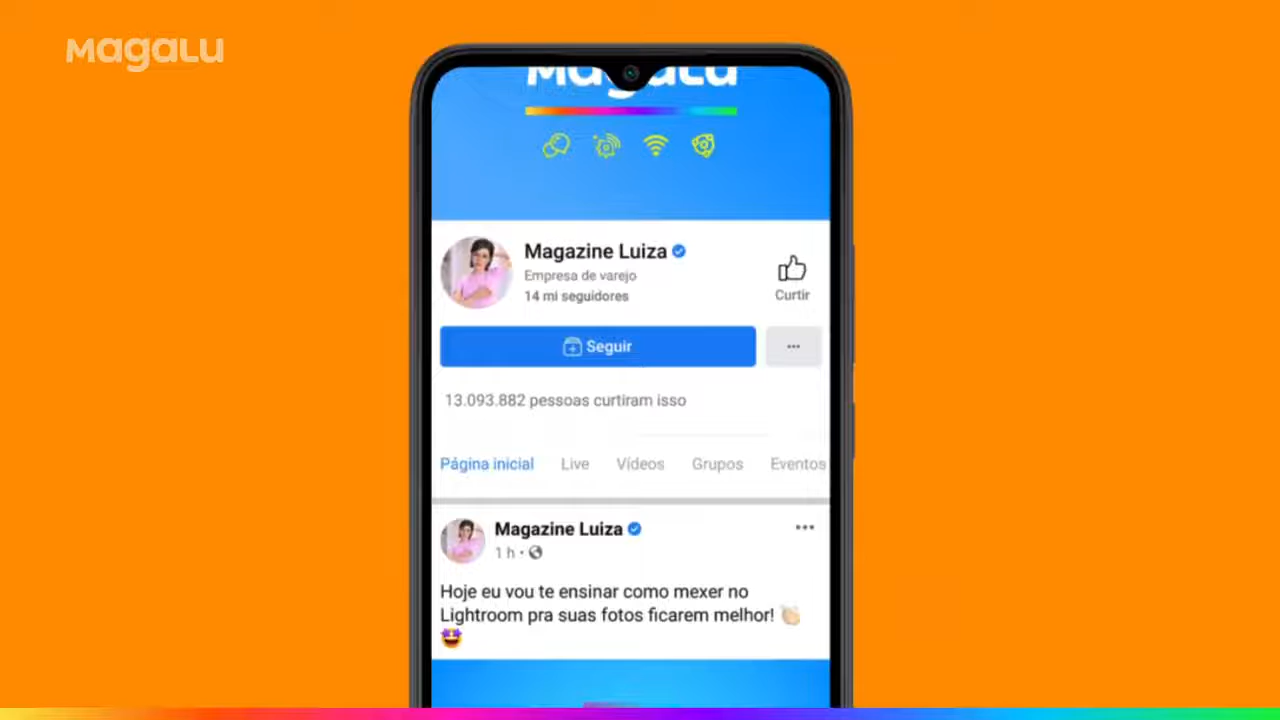 Magalu
Magalu
Magazine Luiza
Empresa de varejo
14 mi seguidores
Curtir
Seguir
13.093.882 pessoas curtiram isso
Página inicial Live Vídeos Grupos Eventos
Magazine Luiza
1 h ·
Hoje eu vou te ensinar como mexer no
Lightroom pra suas fotos ficarem melhor! 👏🏻
🤩